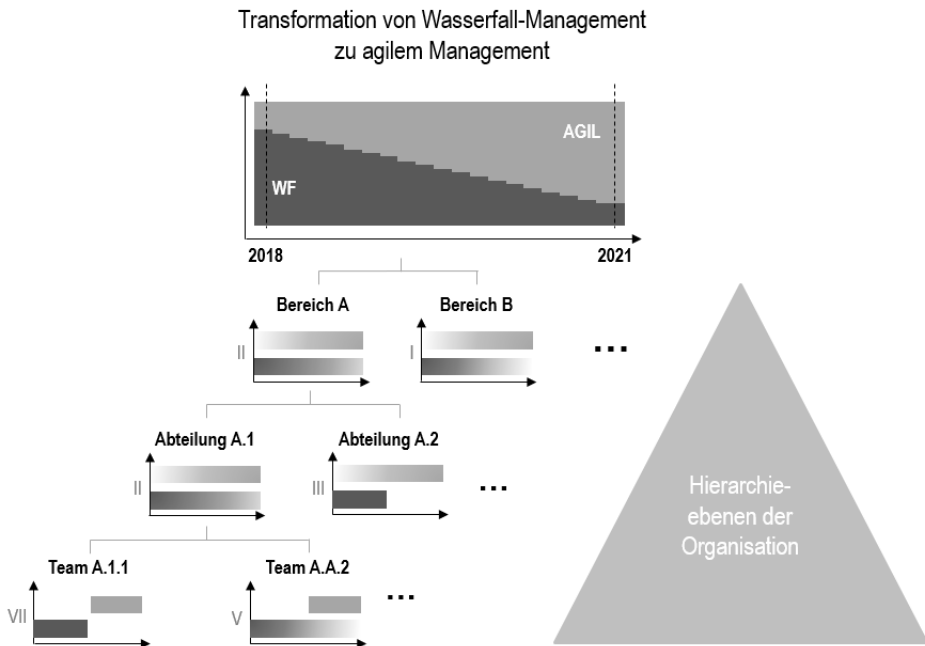 Transformation von Wasserfall-Management
zu agilem Management
AGIL
WF
2018
2021
Bereich A
Bereich B
II
I
...
Abteilung A.1
Abteilung A.2
II
III
...
Hierarchie-
ebenen der
Organisation
Team A.1.1
Team A.A.2
VII
V
...